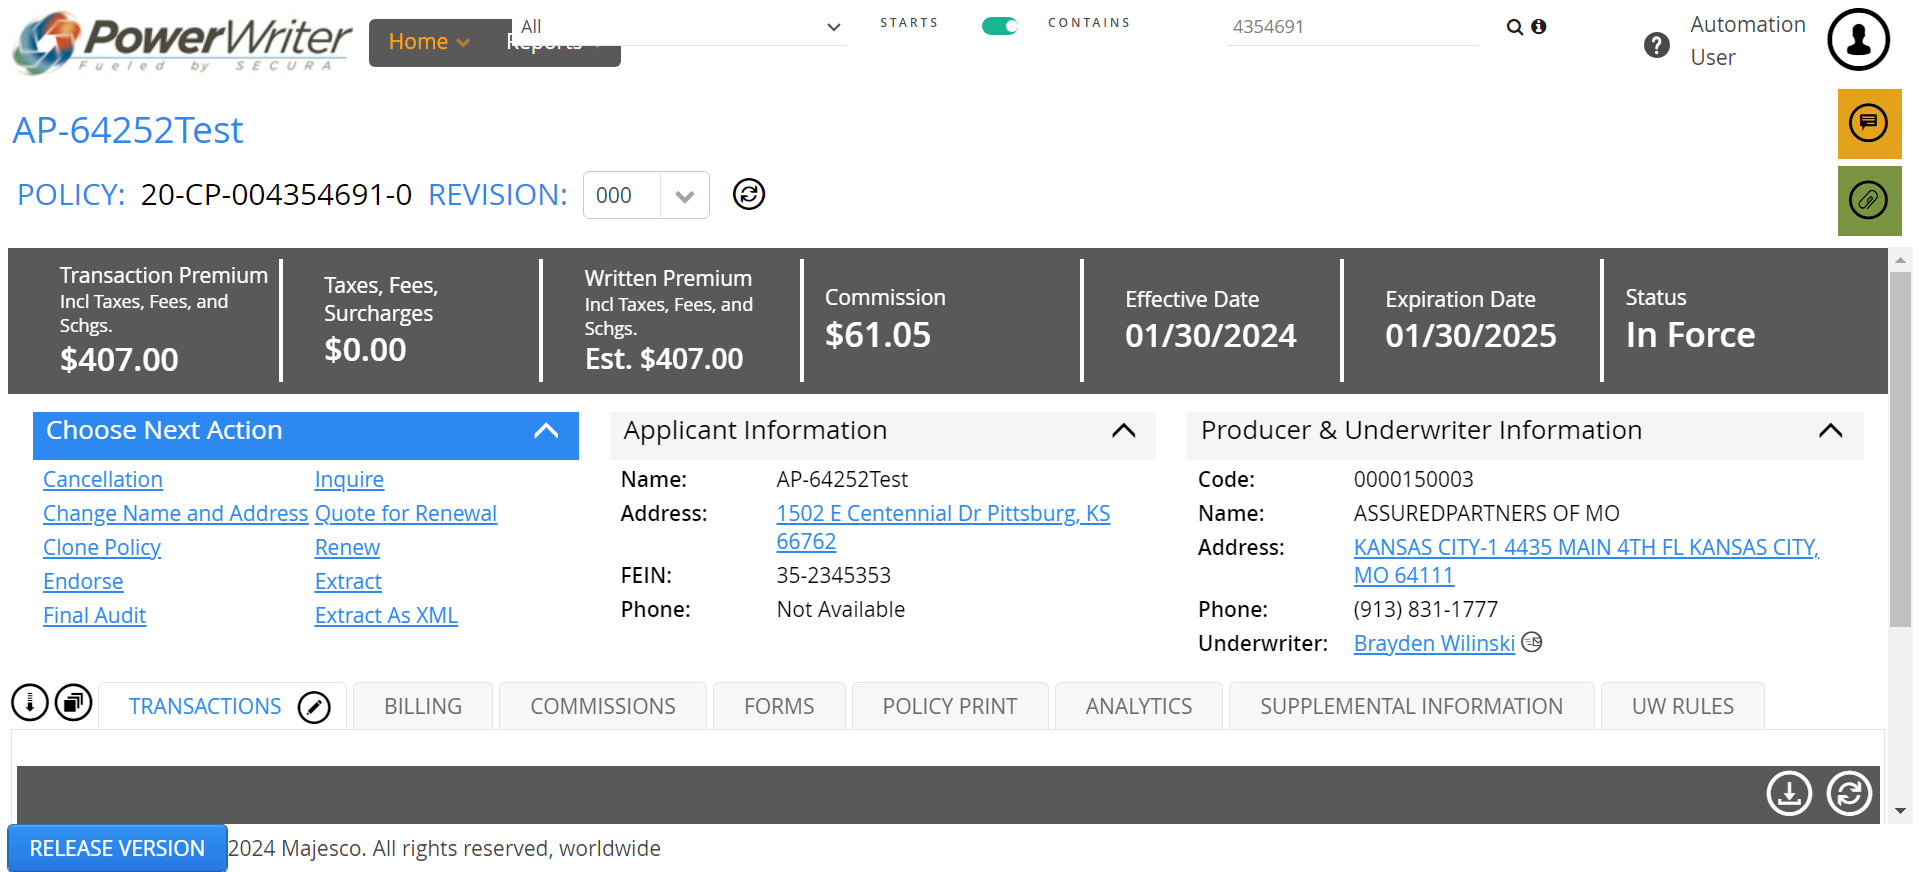 PowerWriter
Fueled by SECURA
Home
Reports
All
STARTS
CONTAINS
4354691
Automation
User
AP-64252Test
POLICY: 20-CP-004354691-0 REVISION: 000
Transaction Premium
Incl Taxes, Fees, and
Schgs.
$407.00
Taxes, Fees,
Surcharges
$0.00
Written Premium
Incl Taxes, Fees, and
Schgs.
Est. $407.00
Commission
$61.05
Effective Date
01/30/2024
Expiration Date
01/30/2025
Status
In Force
Choose Next Action
Cancellation Inquire
Change Name and Address Quote for Renewal
Clone Policy Renew
Endorse Extract
Final Audit Extract As XML
Applicant Information
Name: AP-64252Test
Address: 1502 E Centennial Dr Pittsburg, KS
66762
FEIN: 35-2345353
Phone: Not Available
Producer & Underwriter Information
Code: 0000150003
Name: ASSUREDPARTNERS OF MO
Address: KANSAS CITY-1 4435 MAIN 4TH FL KANSAS CITY,
MO 64111
Phone: (913) 831-1777
Underwriter: Brayden Wilinski
TRANSACTIONS BILLING COMMISSIONS FORMS POLICY PRINT ANALYTICS SUPPLEMENTAL INFORMATION UW RULES
RELEASE VERSION 2024 Majesco. All rights reserved, worldwide